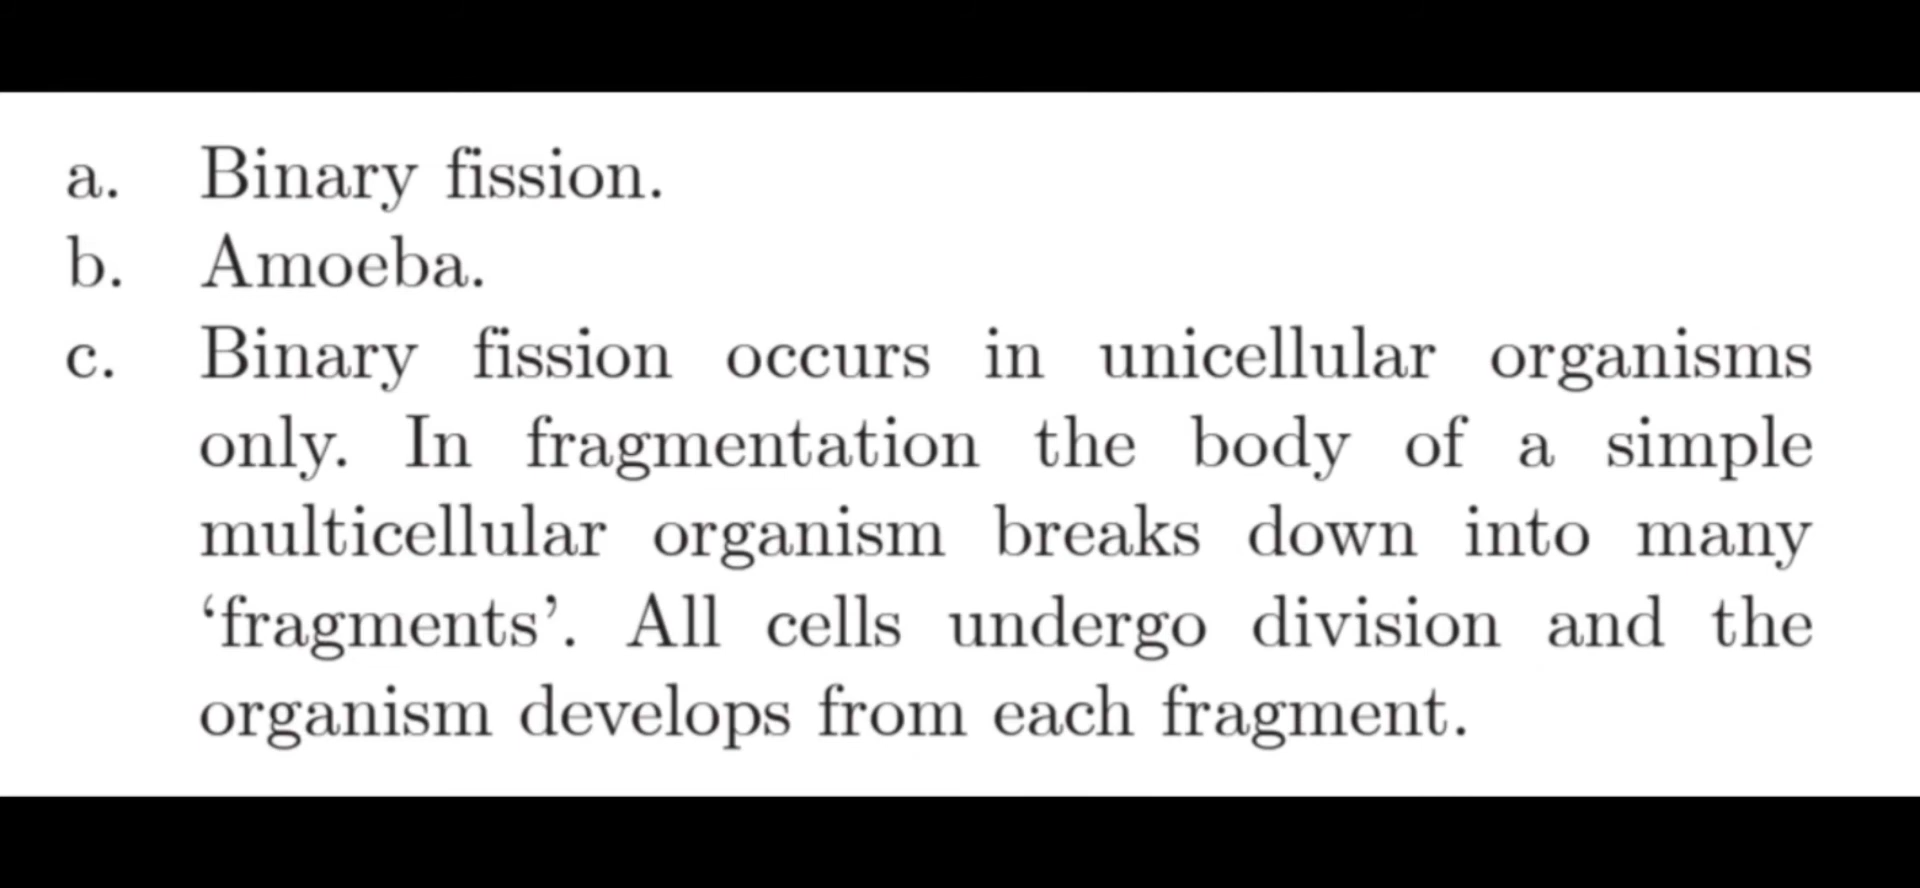 a. Binary fission.
b. Amoeba.
c. Binary fission occurs in unicellular organisms
only. In fragmentation the body of a simple
multicellular organism breaks down into many
‘fragments’. All cells undergo division and the
organism develops from each fragment.